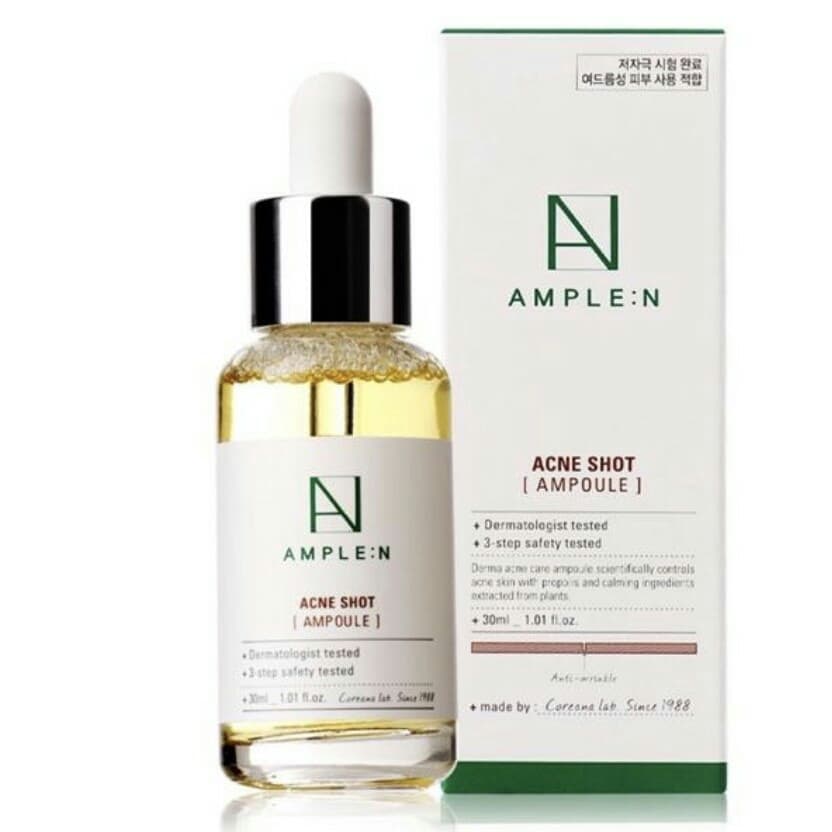 AMPLE:N
ACNE SHOT
[ AMPOULE ]
+ Dermatologist tested
+ 3-step safety tested
+ 30ml _ 1.01 fl.oz. Coreana lab. Since 1988
저자극 시험 완료
여드름성 피부 사용 적합
AMPLE:N
ACNE SHOT
[ AMPOULE ]
+ Dermatologist tested
+ 3-step safety tested
Derma acne care ampoule scientifically controls
acne skin with propolis and calming ingredients
extracted from plants.
+ 30ml _ 1.01 fl.oz.
Anti-wrinkle
+ made by : Coreana lab. Since 1988